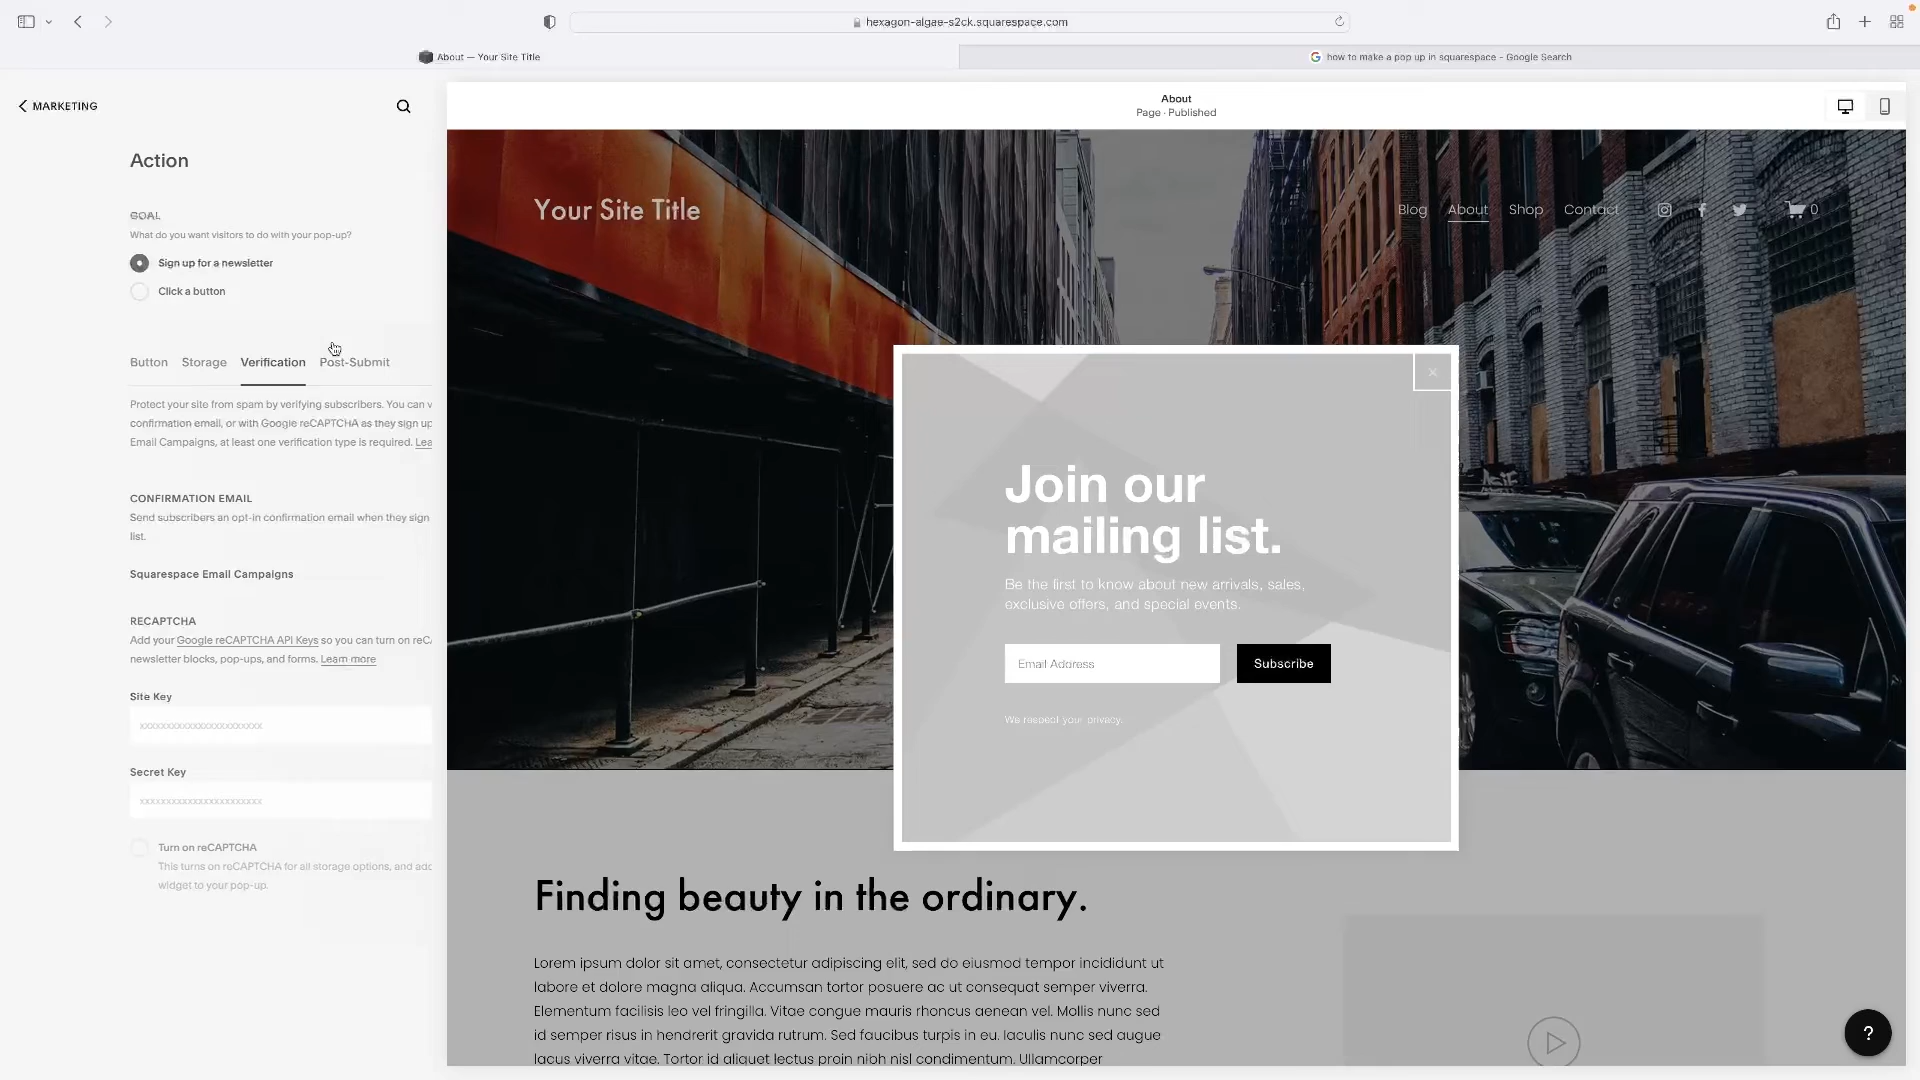 hexagon-algae-s2ck.squarespace.com
About — Your Site Title
how to make a pop up in squarespace - Google Search
MARKETING
About
Page · Published
Action
GOAL
What do you want visitors to do with your pop-up?
Sign up for a newsletter
Click a button
Button Storage Verification Post-Submit
Protect your site from spam by verifying subscribers. You can v
confirmation email, or with Google reCAPTCHA as they sign up
Email Campaigns, at least one verification type is required. Lea
CONFIRMATION EMAIL
Send subscribers an opt-in confirmation email when they sign
list.
Squarespace Email Campaigns
RECAPTCHA
Add your Google reCAPTCHA API Keys so you can turn on reCA
newsletter blocks, pop-ups, and forms. Learn more
Site Key
Secret Key
Turn on reCAPTCHA
This turns on reCAPTCHA for all storage options, and add
widget to your pop-up.
Your Site Title
Blog About Shop Contact 0
Join our
mailing list.
Be the first to know about new arrivals, sales,
exclusive offers, and special events.
Email Address Subscribe
We respect your privacy.
Finding beauty in the ordinary.
Lorem ipsum dolor sit amet, consectetur adipiscing elit, sed do eiusmod tempor incididunt ut
labore et dolore magna aliqua. Accumsan tortor posuere ac ut consequat semper viverra.
Elementum facilisis leo vel fringilla. Vitae congue mauris rhoncus aenean vel. Mollis nunc sed
id semper risus in hendrerit gravida rutrum. Sed faucibus turpis in eu. Iaculis nunc sed augue
lacus viverra vitae. Tortor id aliquet lectus proin nibh nisl condimentum. Ullamcorper
?